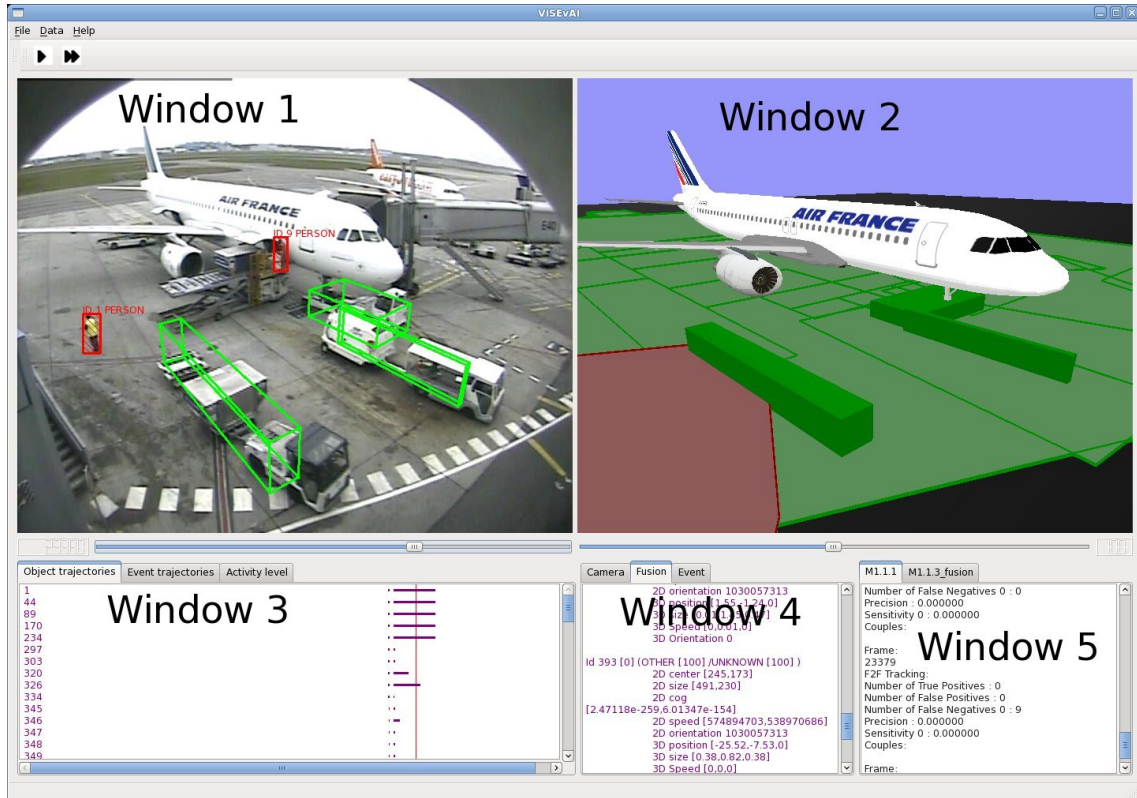 ViSEvAl
File Data Help
Window 1
AIR FRANCE
ID 9 PERSON
ID 1 PERSON
E40
Window 2
AIR FRANCE
Object trajectories Event trajectories Activity level
1
44
89
170
234
297
303
320
326
334
345
346
347
348
349
Window 3
Camera Fusion Event
2D orientation 1030057313
3D Orientation 0
Id 393 [0] (OTHER [100] /UNKNOWN [100] )
2D center [245,173]
2D size [491,230]
2D cog
[2.47118e-259,6.01347e-154]
2D speed [574894703,538970686]
2D orientation 1030057313
3D position [-25.52,-7.53,0]
3D size [0.38,0.82,0.38]
3D Speed [0,0,0]
Window 4
M1.1.1 M1.1.3_fusion
Number of False Negatives 0 : 0
Precision : 0.000000
Sensitivity 0 : 0.000000
Couples:
Frame:
23379
F2F Tracking:
Number of True Positives : 0
Number of False Positives : 0
Number of False Negatives 0 : 9
Precision : 0.000000
Sensitivity 0 : 0.000000
Couples:
Frame:
Window 5